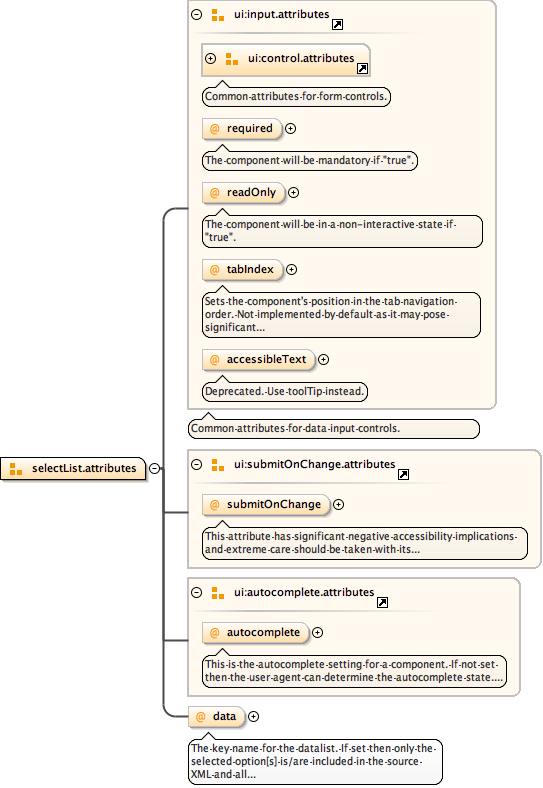 ui:input.attributes
ui:control.attributes
Common attributes for form controls.
@ required
The component will be mandatory if "true".
@ readOnly
The component will be in a non-interactive state if
"true".
@ tabIndex
Sets the component's position in the tab navigation
order. Not implemented by default as it may pose
significant...
@ accessibleText
Deprecated. Use toolTip instead.
Common attributes for data input controls.
selectList.attributes
ui:submitOnChange.attributes
@ submitOnChange
This attribute has significant negative accessibility implications
and extreme care should be taken with its...
ui:autocomplete.attributes
@ autocomplete
This is the autocomplete setting for a component. If not set
then the user agent can determine the autocomplete state....
@ data
The key name for the datalist. If set then only the
selected option[s] is/are included in the source
XML and all...